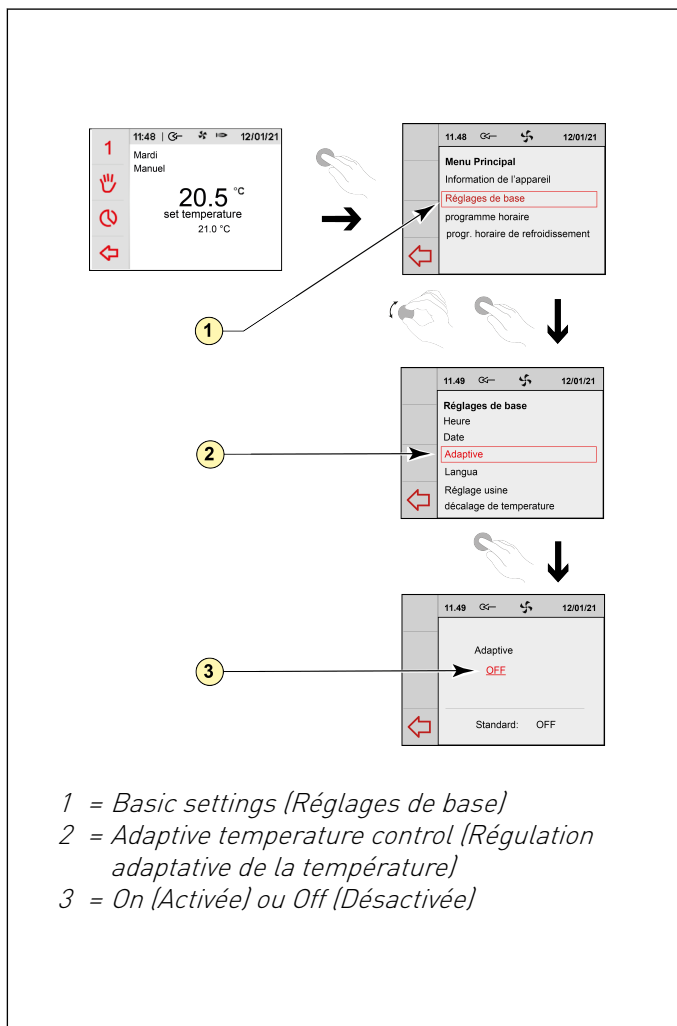 11:48 12/01/21
1
Mardi
Manuel
20.5 °C
set temperature
21.0 °C
11.48 12/01/21
Menu Principal
Information de l'appareil
Réglages de base
programme horaire
progr. horaire de refroidissement
1
11.49 12/01/21
Réglages de base
Heure
Date
Adaptive
Langua
Réglage usine
décalage de temperature
2
11.49 12/01/21
Adaptive
OFF
Standard: OFF
3
1 = Basic settings (Réglages de base)
2 = Adaptive temperature control (Régulation
adaptative de la température)
3 = On (Activée) ou Off (Désactivée)